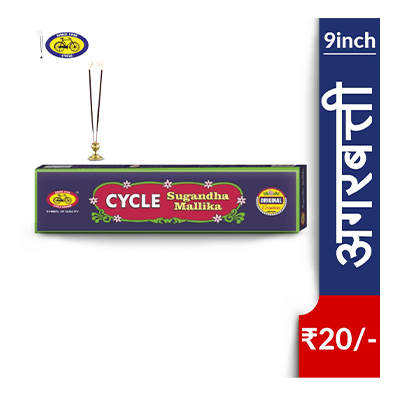 9inch
अगरबत्ती
₹20/-
CYCLE
Sugandha
Mallika
ORIGINAL
SYMBOL OF QUALITY